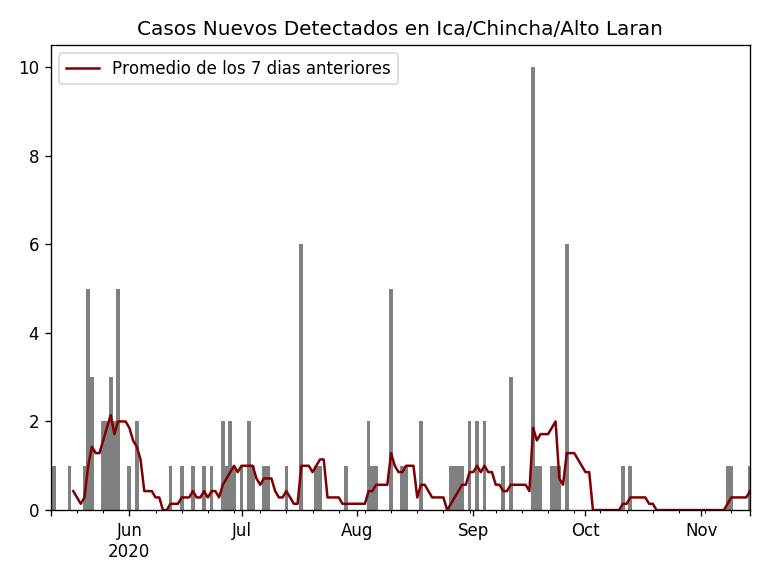 Casos Nuevos Detectados en Ica/Chincha/Alto Laran
Promedio de los 7 dias anteriores
10
8
6
4
2
0
Jun Jul Aug Sep Oct Nov
2020